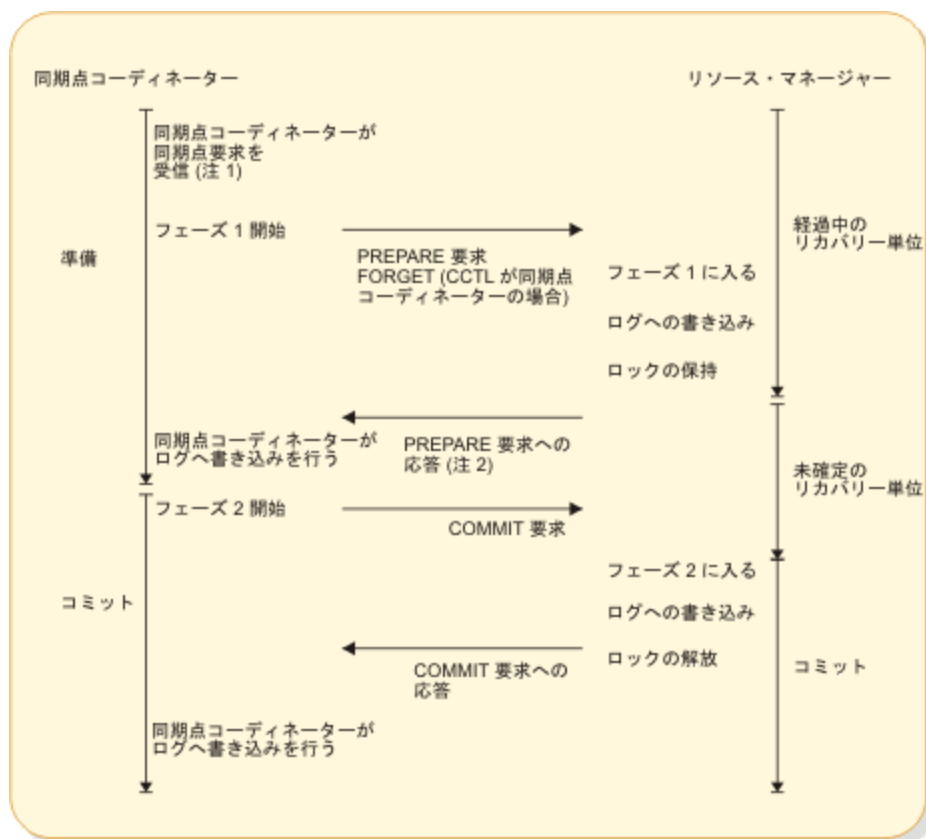 同期点コーディネーター
リソース・マネージャー
同期点コーディネーターが
同期点要求を
受信 (注 1)
フェーズ 1 開始
経過中の
リカバリー単位
準備
PREPARE 要求
FORGET (CCTL が同期点
コーディネーターの場合)
フェーズ 1 に入る
ログへの書き込み
ロックの保持
同期点コーディネーターが
ログへ書き込みを行う
PREPARE 要求への
応答 (注 2)
未確定の
リカバリー単位
フェーズ 2 開始
COMMIT 要求
フェーズ 2 に入る
コミット
ログへの書き込み
ロックの解放
コミット
COMMIT 要求への
応答
同期点コーディネーターが
ログへ書き込みを行う